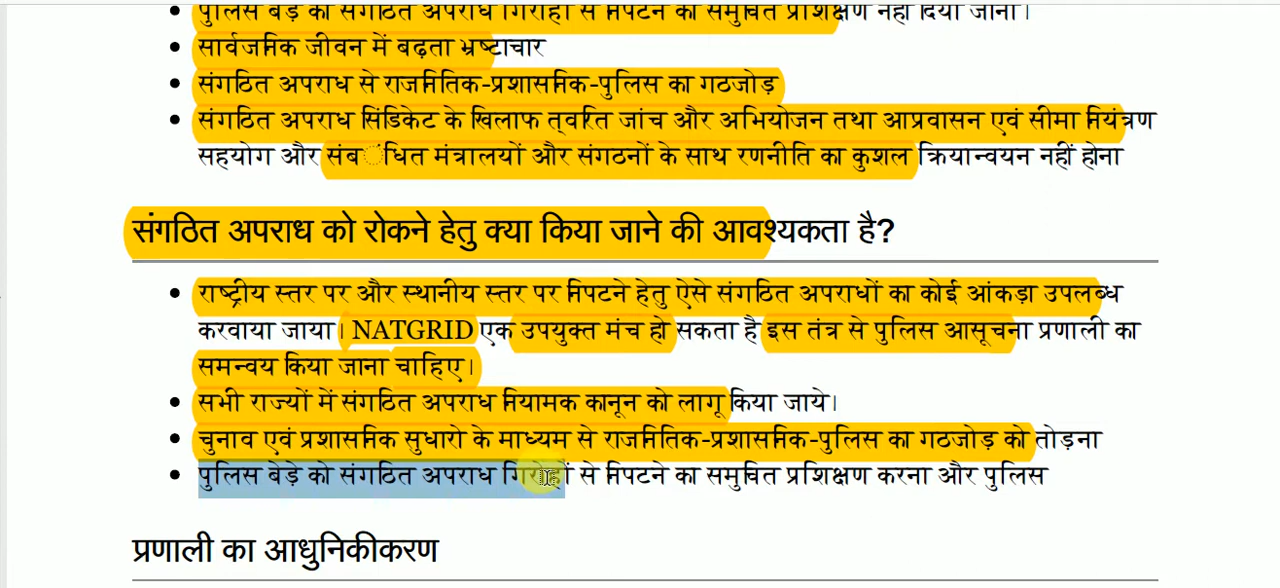 पुलिस बेड़े को संगठित अपराध गिरोहों से निपटने का समुचित प्रशिक्षण नहीं दिया जाना।
सार्वजनिक जीवन में बढ़ता भ्रष्टाचार
संगठित अपराध से राजनितिक-प्रशासनिक-पुलिस का गठजोड़
संगठित अपराध सिंडिकेट के खिलाफ त्वरित जांच और अभियोजन तथा आप्रवासन एवं सीमा नियंत्रण
सहयोग और संबंधित मंत्रालयों और संगठनों के साथ रणनीति का कुशल क्रियान्वयन नहीं होना
संगठित अपराध को रोकने हेतु क्या किया जाने की आवश्यकता है?
राष्ट्रीय स्तर पर और स्थानीय स्तर पर निपटने हेतु ऐसे संगठित अपराधों का कोई आंकड़ा उपलब्ध
करवाया जाया। NATGRID एक उपयुक्त मंच हो सकता है इस तंत्र से पुलिस आसूचना प्रणाली का
समन्वय किया जाना चाहिए।
सभी राज्यों में संगठित अपराध नियामक कानून को लागू किया जाये।
चुनाव एवं प्रशासनिक सुधारो के माध्यम से राजनितिक-प्रशासनिक-पुलिस का गठजोड़ को तोड़ना
पुलिस बेड़े को संगठित अपराध गिरोहों से निपटने का समुचित प्रशिक्षण करना और पुलिस
प्रणाली का आधुनिकीकरण